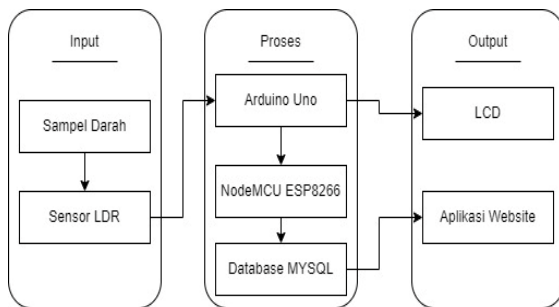 Input
Sampel Darah
Sensor LDR
Proses
Arduino Uno
NodeMCU ESP8266
Database MYSQL
Output
LCD
Aplikasi Website